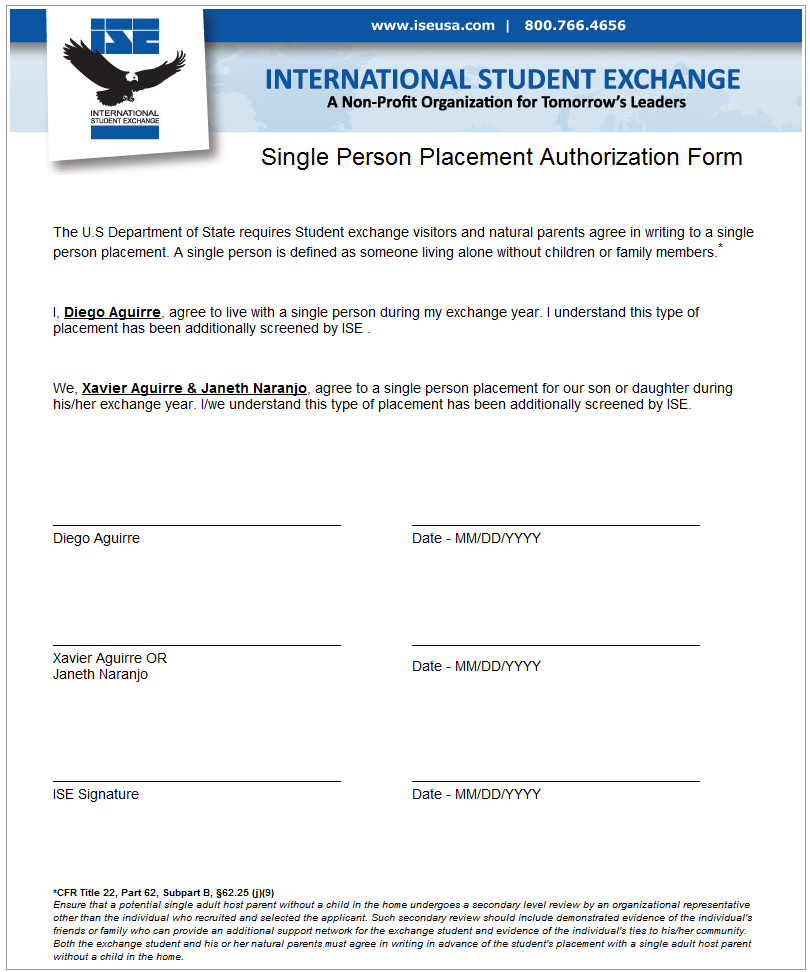 www.iseusa.com | 800.766.4656
ISE
INTERNATIONAL
STUDENT EXCHANGE
INTERNATIONAL STUDENT EXCHANGE
A Non-Profit Organization for Tomorrow's Leaders
Single Person Placement Authorization Form
The U.S Department of State requires Student exchange visitors and natural parents agree in writing to a single
person placement. A single person is defined as someone living alone without children or family members.*
I, Diego Aguirre, agree to live with a single person during my exchange year. I understand this type of
placement has been additionally screened by ISE .
We, Xavier Aguirre & Janeth Naranjo, agree to a single person placement for our son or daughter during
his/her exchange year. I/we understand this type of placement has been additionally screened by ISE.
Diego Aguirre
Date - MM/DD/YYYY
Xavier Aguirre OR
Janeth Naranjo
Date - MM/DD/YYYY
ISE Signature
Date - MM/DD/YYYY
*CFR Title 22, Part 62, Subpart B, §62.25 (j)(9)
Ensure that a potential single adult host parent without a child in the home undergoes a secondary level review by an organizational representative
other than the individual who recruited and selected the applicant. Such secondary review should include demonstrated evidence of the individual's
friends or family who can provide an additional support network for the exchange student and evidence of the individual's ties to his/her community.
Both the exchange student and his or her natural parents must agree in writing in advance of the student's placement with a single adult host parent
without a child in the home.